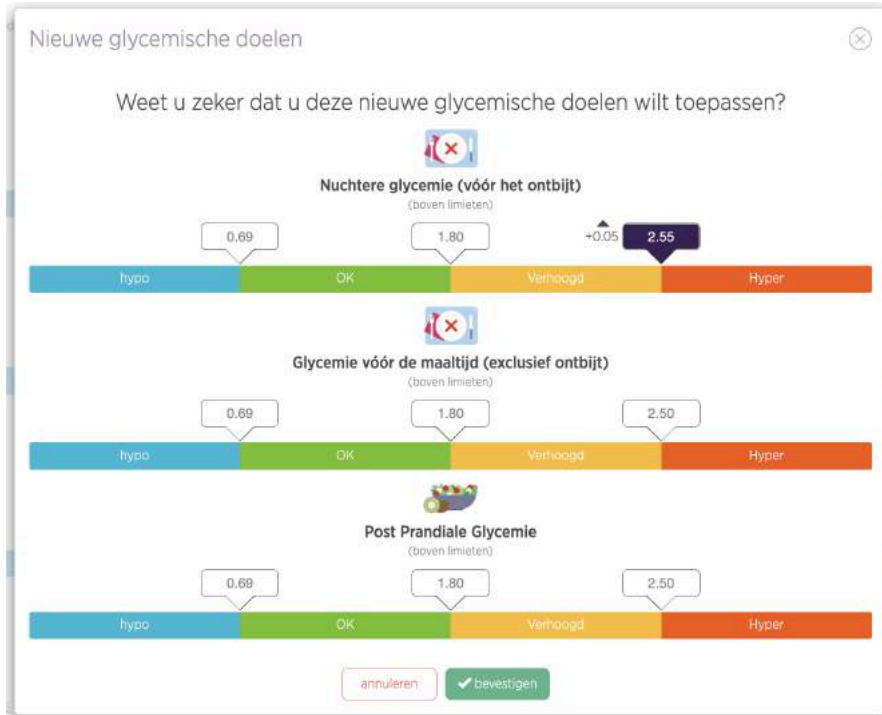 Nieuwe glycemische doelen
Weet u zeker dat u deze nieuwe glycemische doelen wilt toepassen?
Nuchtere glycemie (vóór het ontbijt)
(boven limieten)
0.69 1.80 +0.05 2.55
hypo OK Verhoogd Hyper
Glycemie vóór de maaltijd (exclusief ontbijt)
(boven limieten)
0.69 1.80 2.50
hypo OK Verhoogd Hyper
Post Prandiale Glycemie
(boven limieten)
0.69 1.80 2.50
hypo OK Verhoogd Hyper
annuleren bevestigen